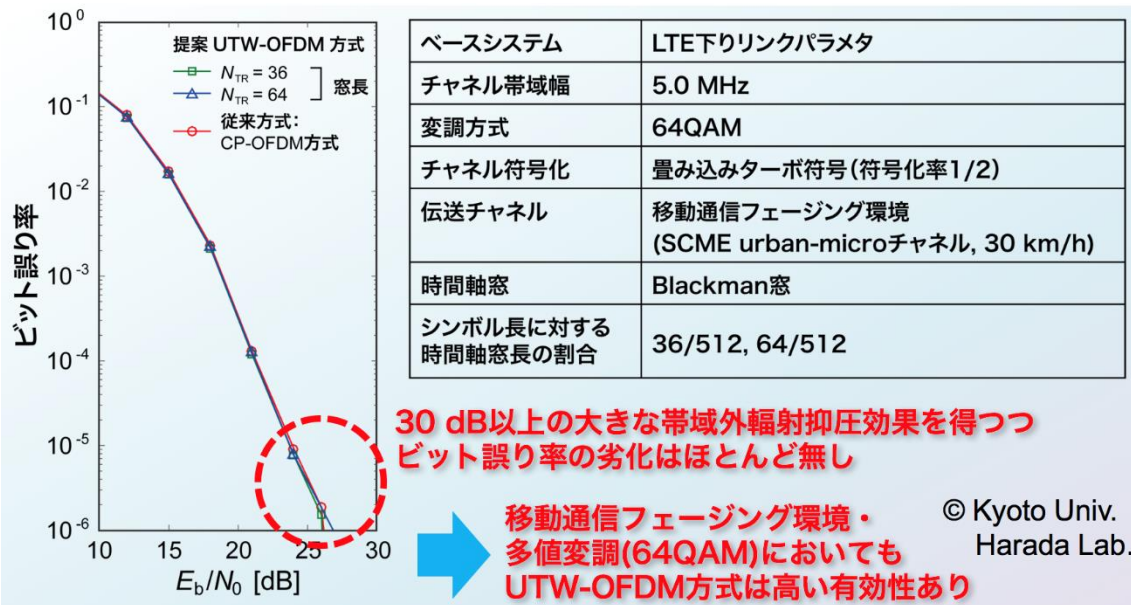 提案 UTW-OFDM 方式
N_TR = 36
N_TR = 64
窓長
従来方式：
CP-OFDM方式
10^0
10^-1
10^-2
10^-3
10^-4
10^-5
10^-6
ビット誤り率
10
15
20
25
30
E_b/N_0 [dB]
ベースシステム
LTE下りリンクパラメタ
チャネル帯域幅
5.0 MHz
変調方式
64QAM
チャネル符号化
畳み込みターボ符号（符号化率1/2）
伝送チャネル
移動通信フェージング環境
(SCME urban-microチャネル, 30 km/h)
時間軸窓
Blackman窓
シンボル長に対する
時間軸窓長の割合
36/512, 64/512
30 dB以上の大きな帯域外輻射抑圧効果を得つつ
ビット誤り率の劣化はほとんど無し
移動通信フェージング環境・
多値変調(64QAM)においても
UTW-OFDM方式は高い有効性あり
© Kyoto Univ.
Harada Lab.